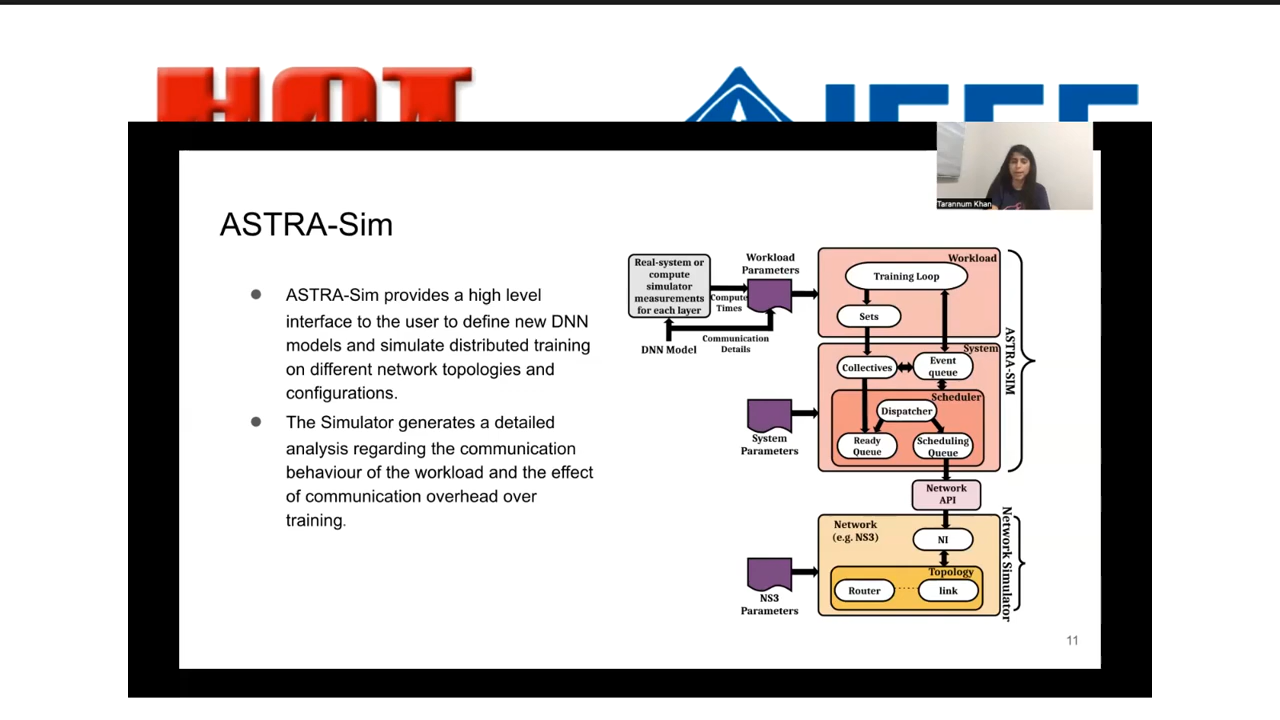 HOT
IEEE
Tarannum Khan
ASTRA-Sim
ASTRA-Sim provides a high level
interface to the user to define new DNN
models and simulate distributed training
on different network topologies and
configurations.
The Simulator generates a detailed
analysis regarding the communication
behaviour of the workload and the effect
of communication overhead over
training.
Real-system or
compute
simulator
measurements
for each layer
Compute
Times
Workload
Parameters
DNN Model
Communication
Details
Workload
Training Loop
Sets
System
Collectives
Event
queue
Scheduler
Dispatcher
Ready
Queue
Scheduling
Queue
ASTRA-SIM
System
Parameters
Network
API
Network
(e.g. NS3)
NI
Topology
Router
link
Network Simulator
NS3
Parameters
11